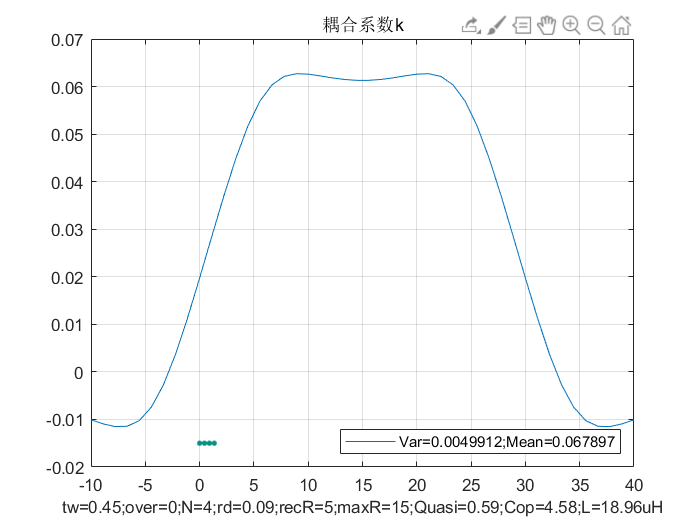 耦合系数k
0.07
0.06
0.05
0.04
0.03
0.02
0.01
0
-0.01
-0.02
Var=0.0049912;Mean=0.067897
-10 -5 0 5 10 15 20 25 30 35 40
tw=0.45;over=0;N=4;rd=0.09;recR=5;maxR=15;Quasi=0.59;Cop=4.58;L=18.96uH